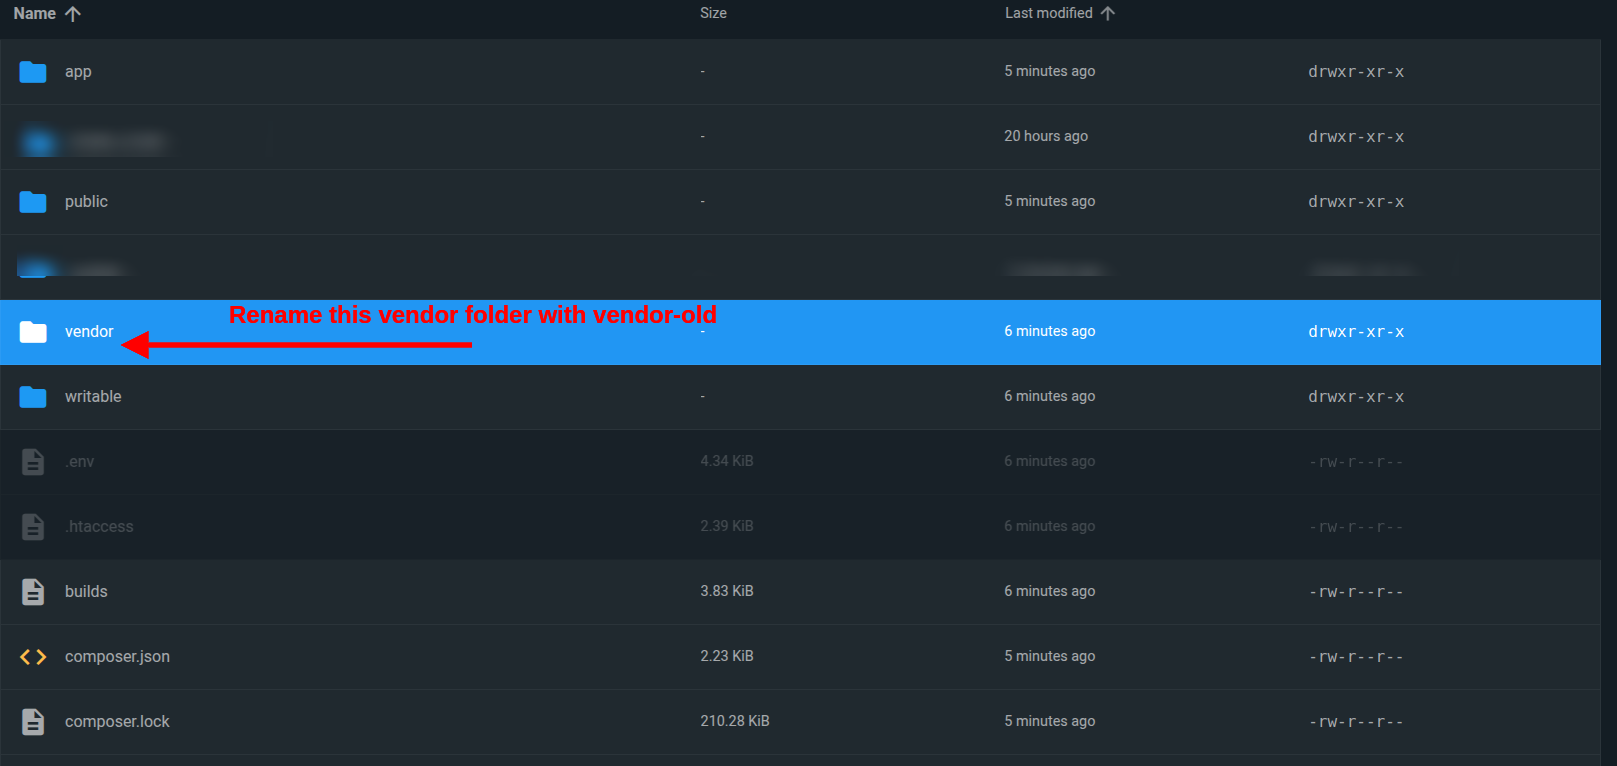 Name Size Last modified
app - 5 minutes ago drwxr-xr-x
- 20 hours ago drwxr-xr-x
public - 5 minutes ago drwxr-xr-x
Rename this vendor folder with vendor-old
vendor - 6 minutes ago drwxr-xr-x
writable - 6 minutes ago drwxr-xr-x
.env 4.34 KiB 6 minutes ago -rw-r--r--
.htaccess 2.39 KiB 6 minutes ago -rw-r--r--
builds 3.83 KiB 6 minutes ago -rw-r--r--
composer.json 2.23 KiB 5 minutes ago -rw-r--r--
composer.lock 210.28 KiB 5 minutes ago -rw-r--r--